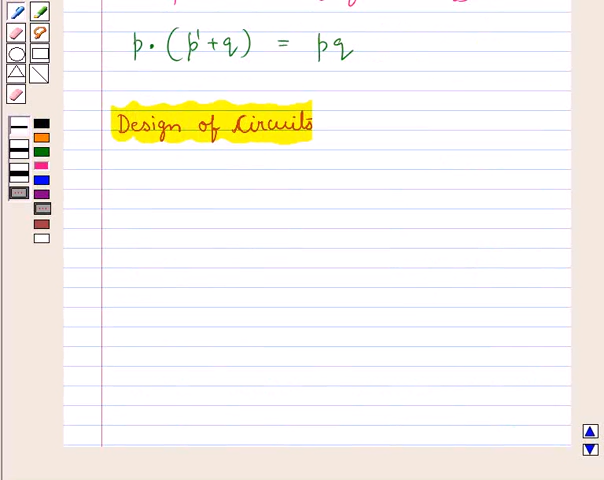 p · (p' + q) = pq
Design of Circuits